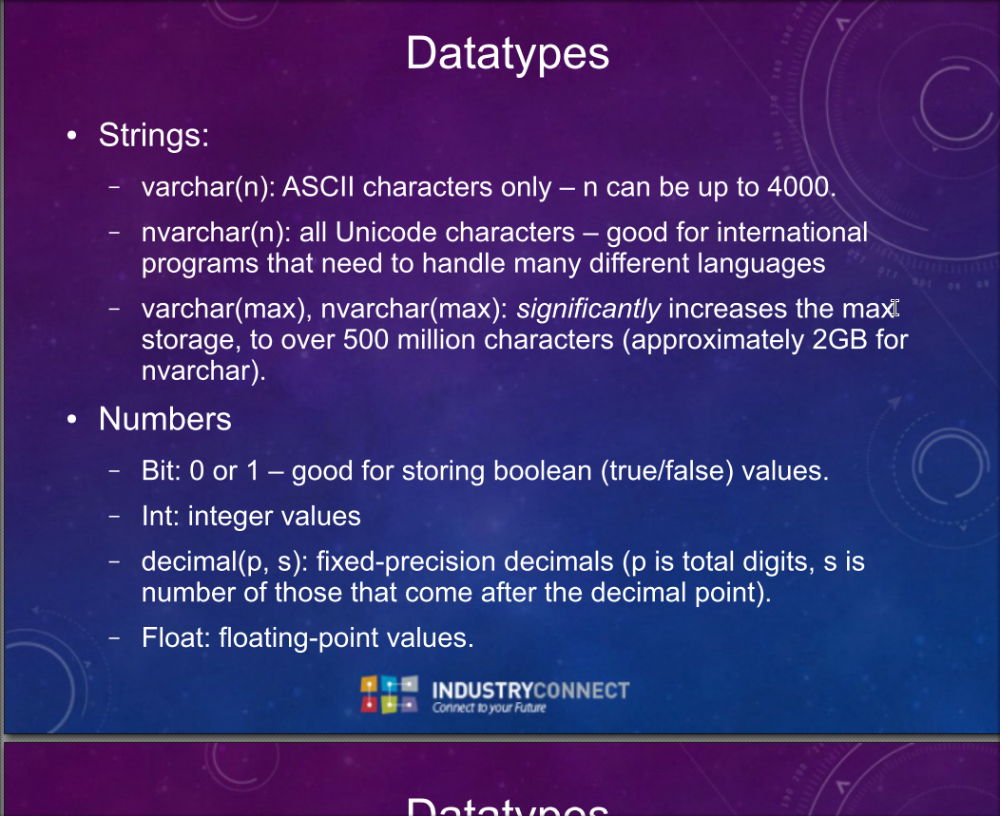 Datatypes
• Strings:
– varchar(n): ASCII characters only – n can be up to 4000.
– nvarchar(n): all Unicode characters – good for international
programs that need to handle many different languages
– varchar(max), nvarchar(max): significantly increases the max
storage, to over 500 million characters (approximately 2GB for
nvarchar).
• Numbers
– Bit: 0 or 1 – good for storing boolean (true/false) values.
– Int: integer values
– decimal(p, s): fixed-precision decimals (p is total digits, s is
number of those that come after the decimal point).
– Float: floating-point values.
INDUSTRYCONNECT
Connect to your Future
Datatypes